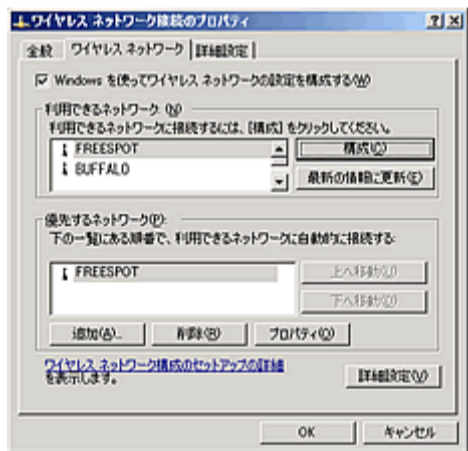 ワイヤレス ネットワーク接続のプロパティ
全般 ワイヤレス ネットワーク 詳細設定
Windows を使ってワイヤレス ネットワークの設定を構成する(W)
利用できるネットワーク(N)
利用できるネットワークに接続するには、[構成] をクリックしてください。
FREESPOT
BUFFALO
構成(C)
最新の情報に更新(E)
優先するネットワーク(P):
下の一覧にある順番で、利用できるネットワークに自動的に接続する:
FREESPOT
上へ移動(U)
下へ移動(D)
追加(A)... 削除(R) プロパティ(O)
ワイヤレス ネットワーク構成のセットアップの詳細
を表示します。
詳細設定(V)
OK キャンセル